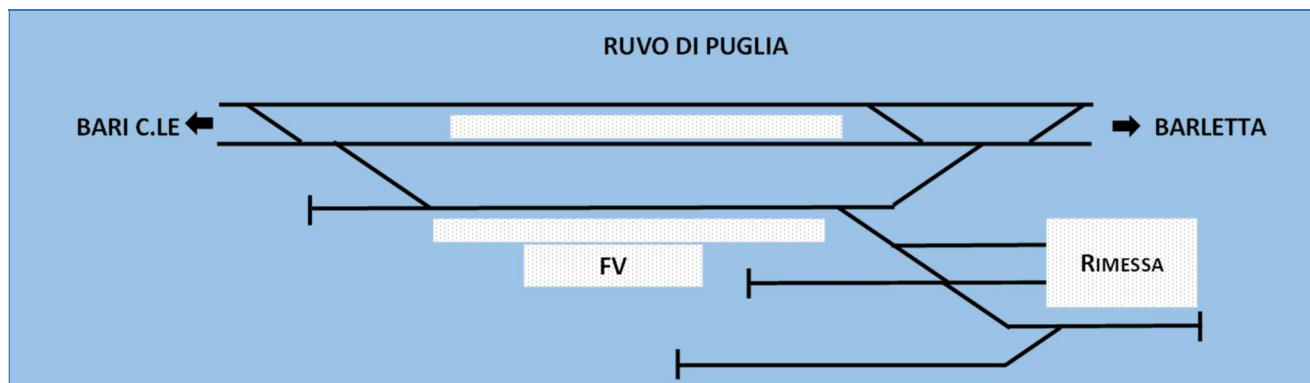 RUVO DI PUGLIA
BARI C.LE
BARLETTA
FV
RIMESSA